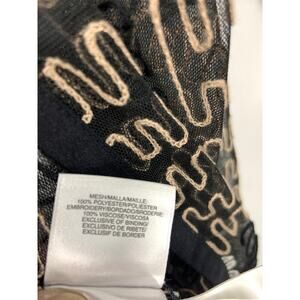 MESH/MALLA/MAILLE:
100% POLYESTER/POLIESTER
EMBROIDERY/BORDADO/BRODERIE:
100% VISCOSE/VISCOSA
EXCLUSIVE OF BINDING/
EXCLUSIVO DE RIBETE/
EXCLUSIF DE BORDER